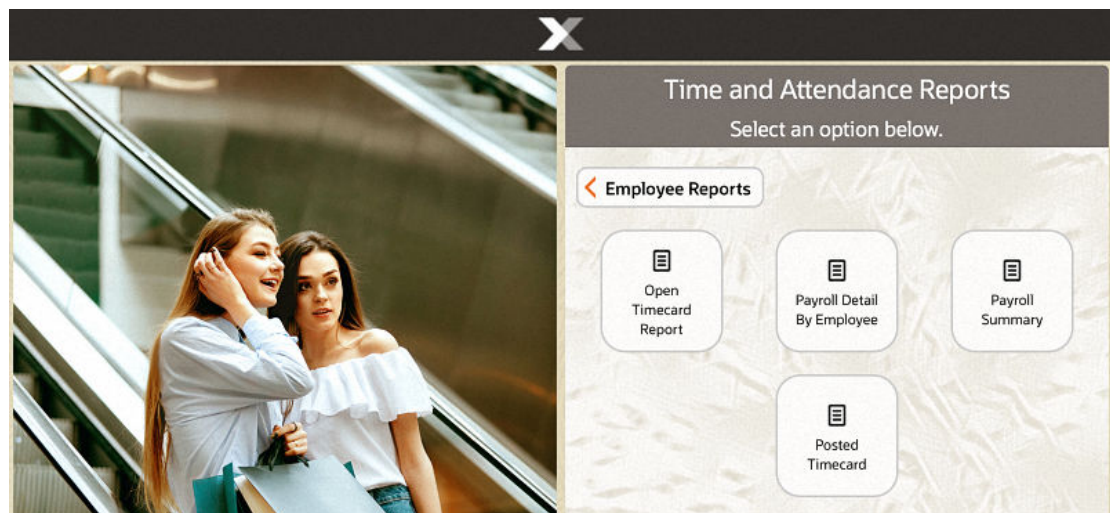 Time and Attendance Reports
Select an option below.
Employee Reports
Open
Timecard
Report
Payroll Detail
By Employee
Payroll
Summary
Posted
Timecard